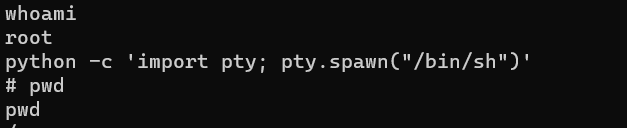 whoami
root
python -c 'import pty; pty.spawn("/bin/sh")'
# pwd
pwd